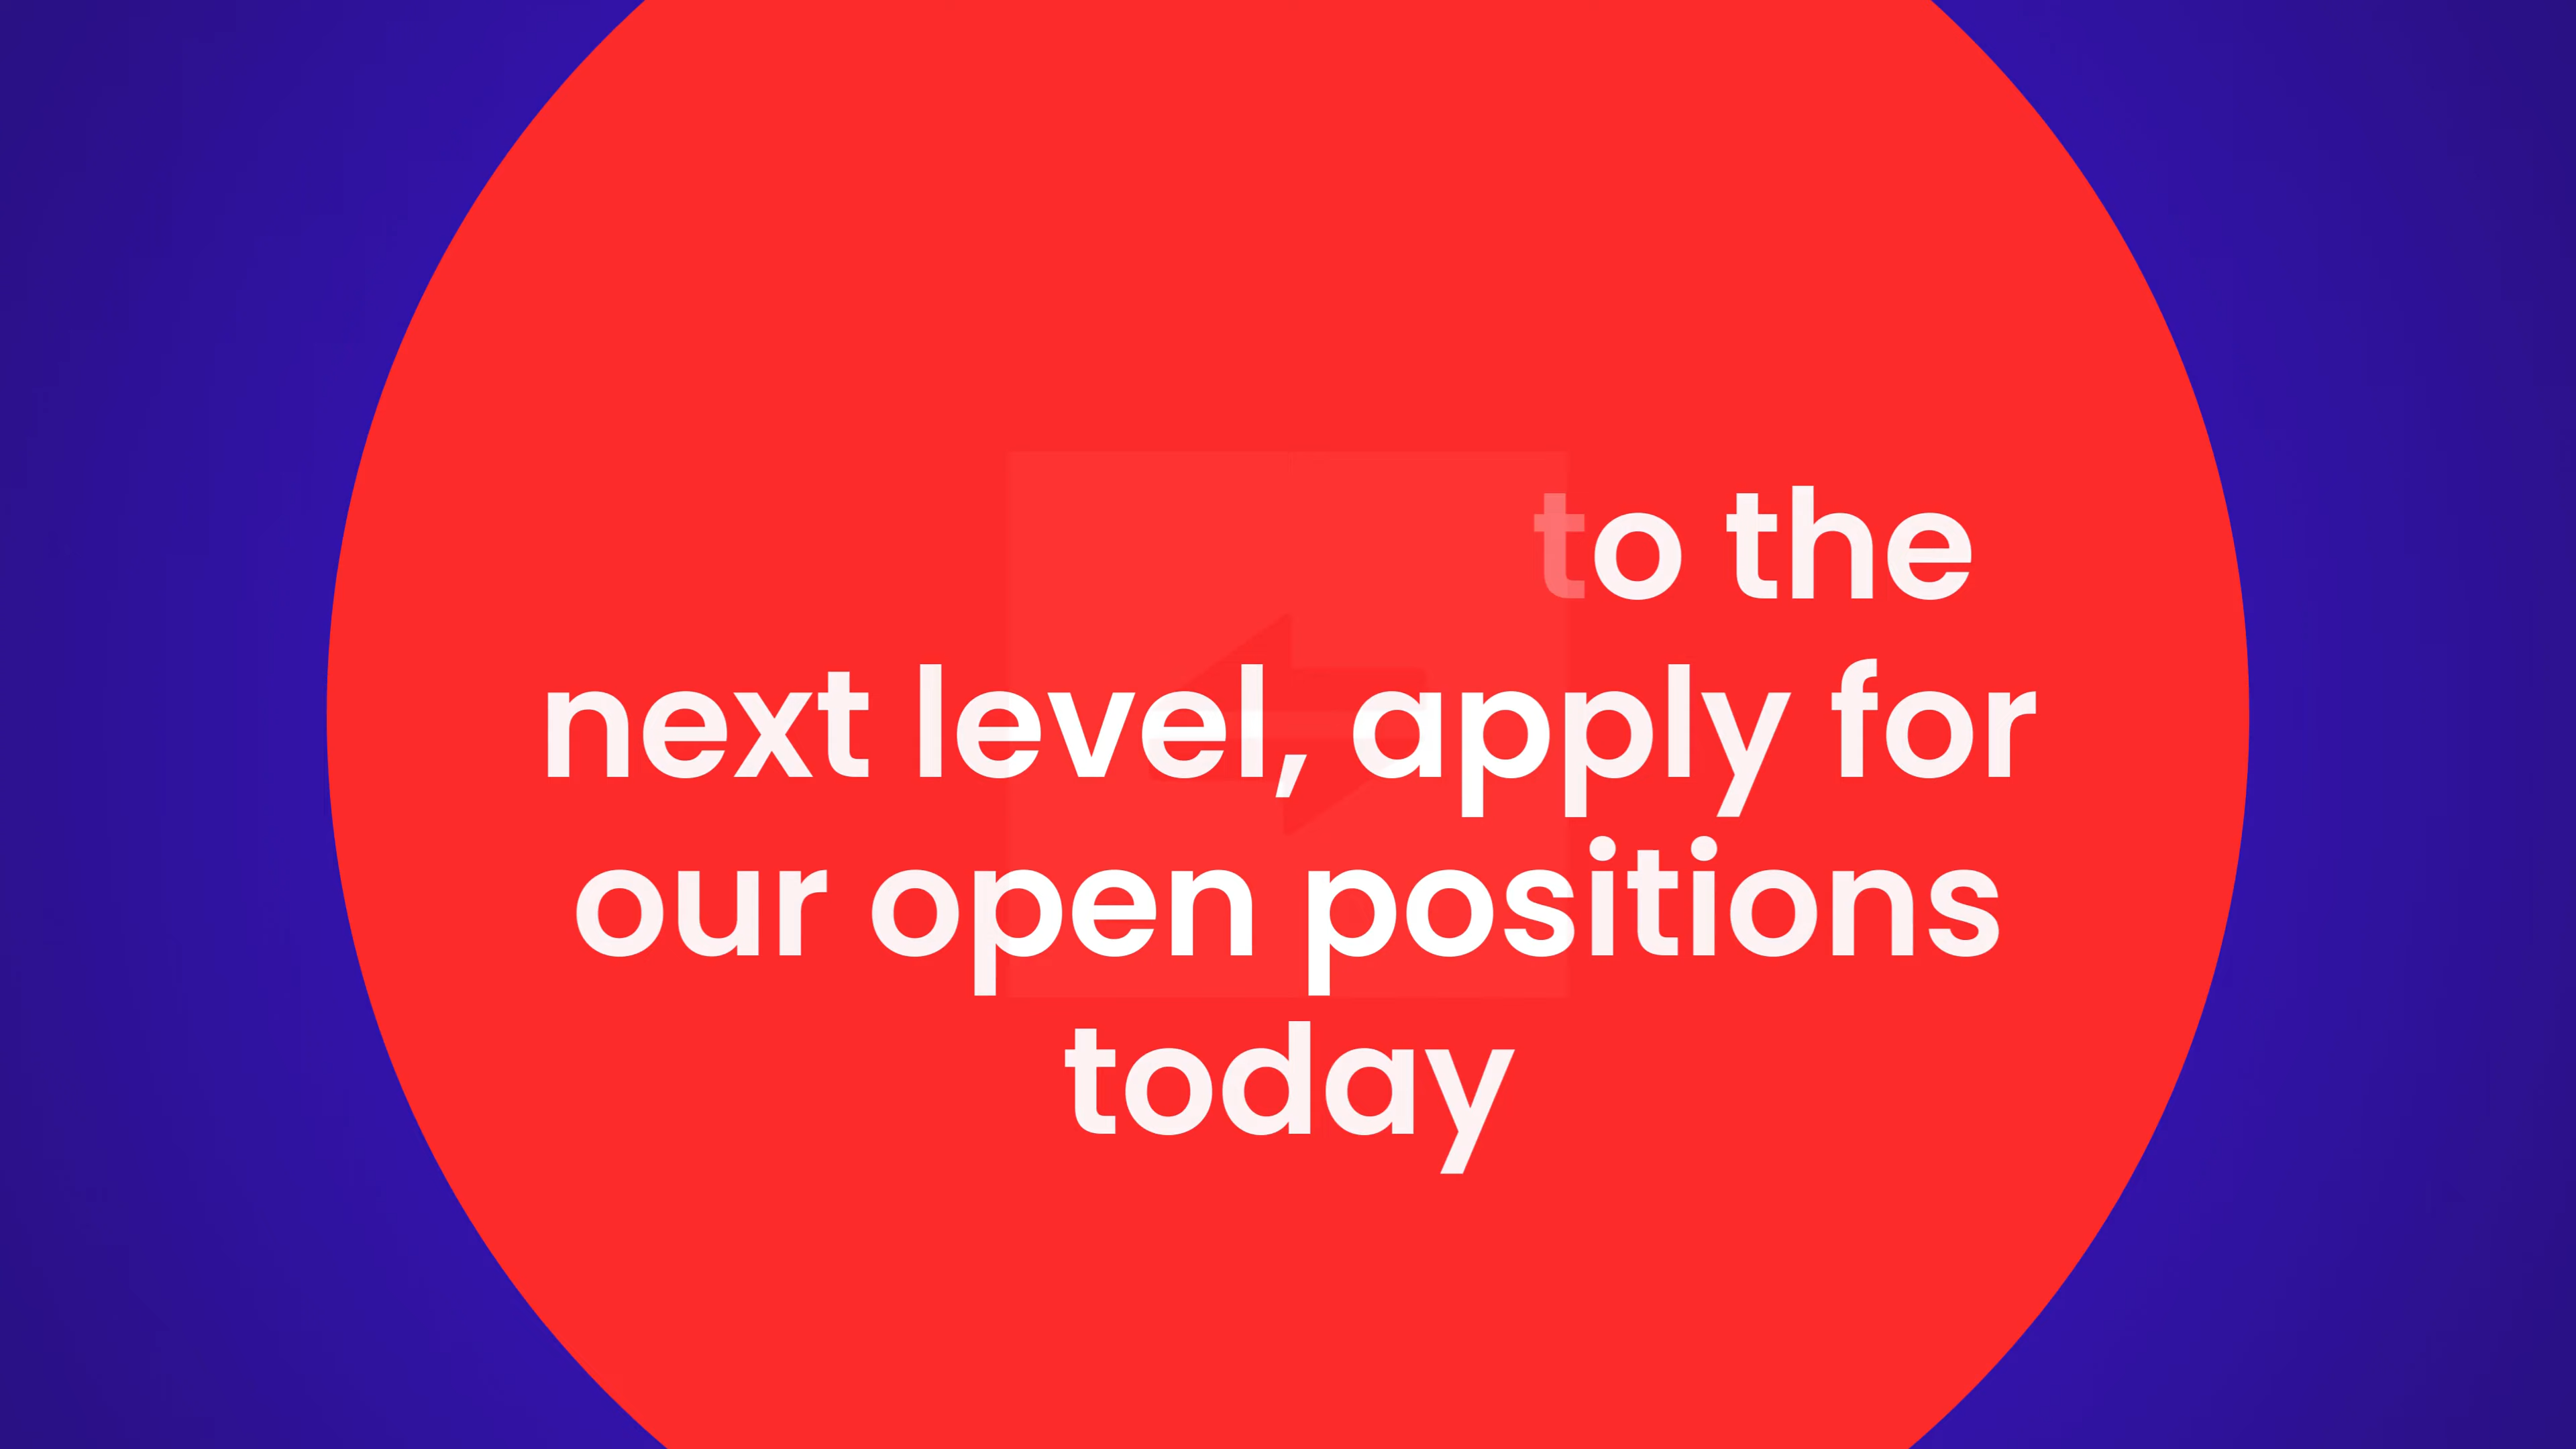 to the
next level, apply for
our open positions
today